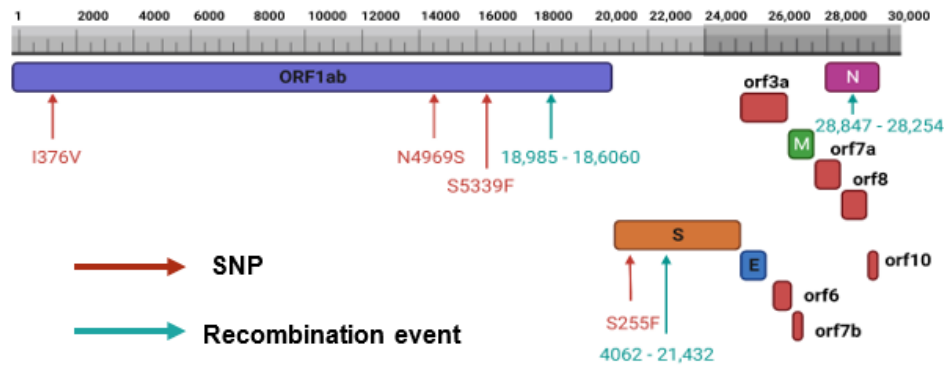 1 2000 4000 6000 8000 10000 12000 14000 16000 18000 20,000 22,000 24,000 26,000 28,000 30,000
ORF1ab
N
orf3a
28,847 - 28,254
M
orf7a
I376V
N4969S
18,985 - 18,6060
orf8
S5339F
S
E
orf10
SNP
orf6
S255F
orf7b
Recombination event
4062 - 21,432